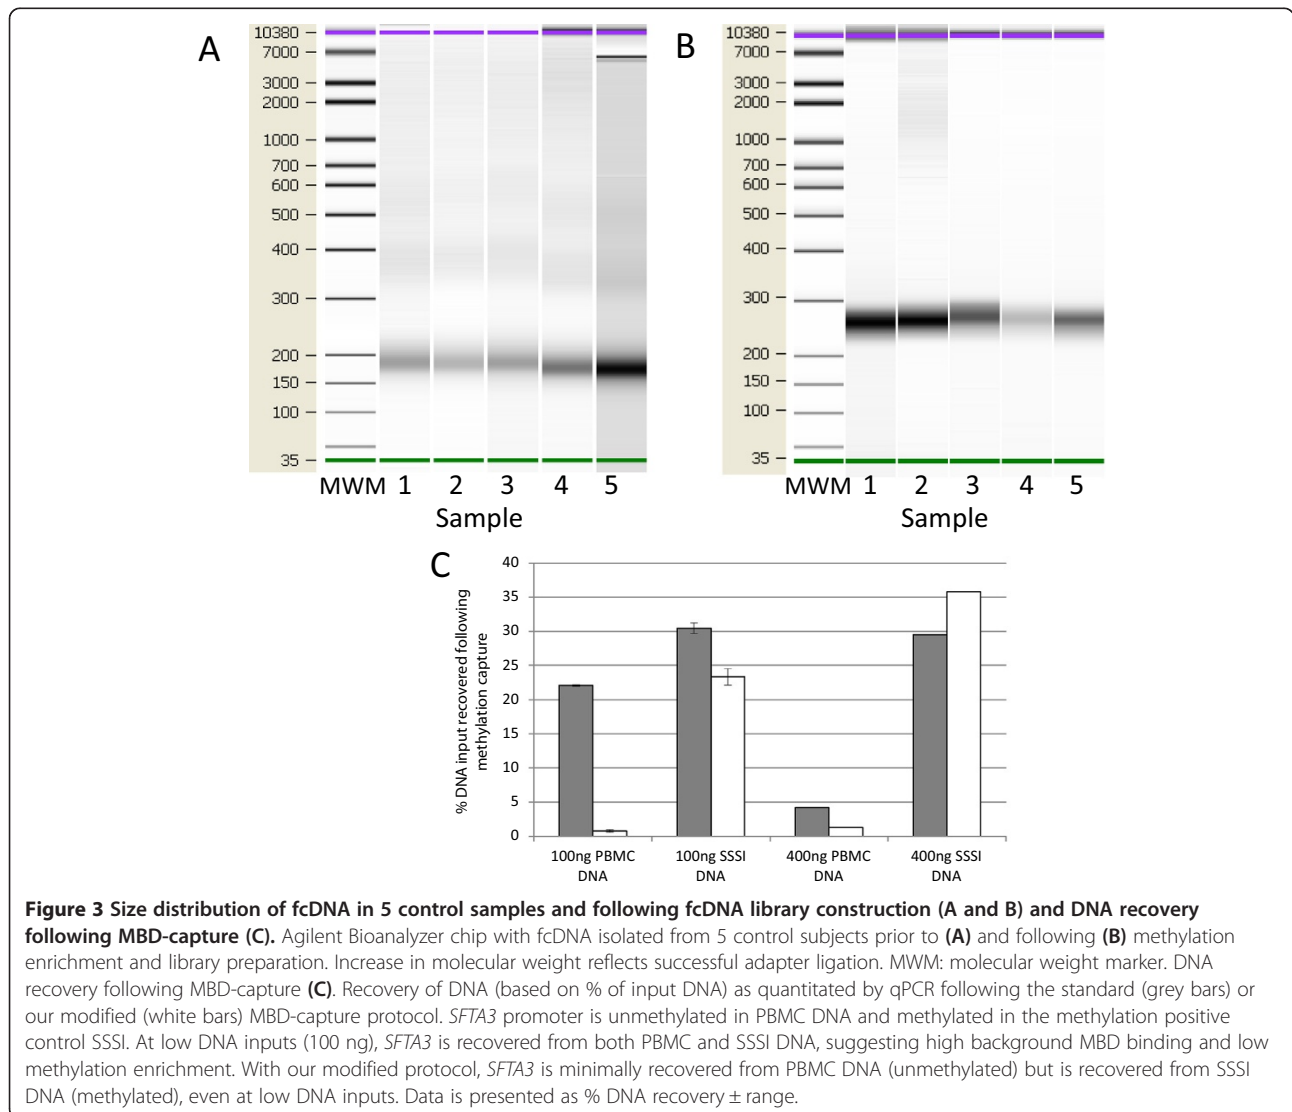 A
10380
7000
3000
2000
1000
700
600
500
400
300
200
150
100
35
MWM 1 2 3 4 5
Sample
B
10380
7000
3000
2000
1000
700
600
500
400
300
200
150
100
35
MWM 1 2 3 4 5
Sample
C
% DNA input recovered following
methylation capture
40
35
30
25
20
15
10
5
0
100ng PBMC
DNA
100ng SSSI
DNA
400ng PBMC
DNA
400ng SSSI
DNA
Figure 3 Size distribution of fcDNA in 5 control samples and following fcDNA library construction (A and B) and DNA recovery
following MBD-capture (C). Agilent Bioanalyzer chip with fcDNA isolated from 5 control subjects prior to (A) and following (B) methylation
enrichment and library preparation. Increase in molecular weight reflects successful adapter ligation. MWM: molecular weight marker. DNA
recovery following MBD-capture (C). Recovery of DNA (based on % of input DNA) as quantitated by qPCR following the standard (grey bars) or
our modified (white bars) MBD-capture protocol. SFTA3 promoter is unmethylated in PBMC DNA and methylated in the methylation positive
control SSSI. At low DNA inputs (100 ng), SFTA3 is recovered from both PBMC and SSSI DNA, suggesting high background MBD binding and low
methylation enrichment. With our modified protocol, SFTA3 is minimally recovered from PBMC DNA (unmethylated) but is recovered from SSSI
DNA (methylated), even at low DNA inputs. Data is presented as % DNA recovery ± range.